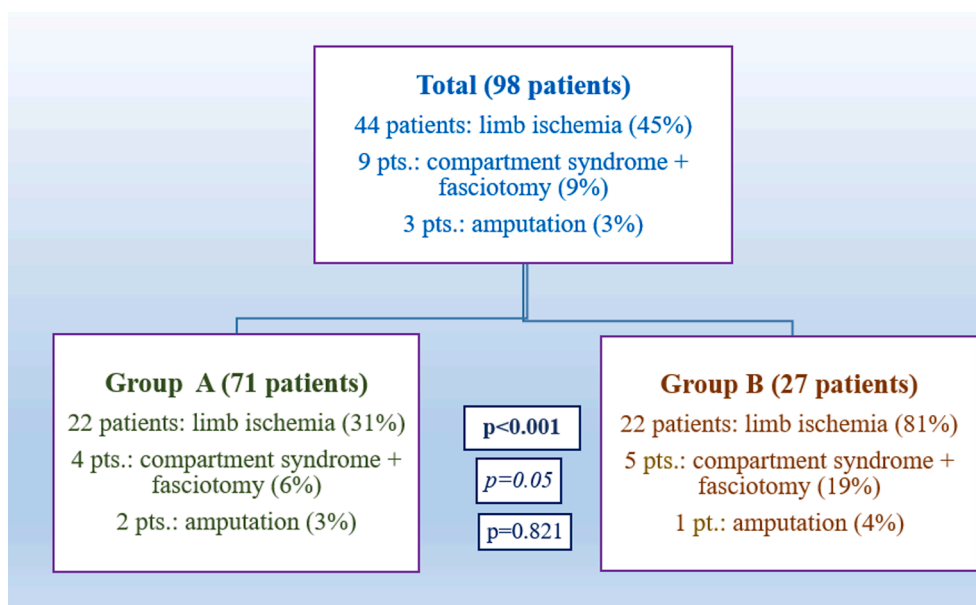 Total (98 patients)
44 patients: limb ischemia (45%)
9 pts.: compartment syndrome +
fasciotomy (9%)
3 pts.: amputation (3%)
Group A (71 patients)
22 patients: limb ischemia (31%)
4 pts.: compartment syndrome +
fasciotomy (6%)
2 pts.: amputation (3%)
p<0.001
p=0.05
p=0.821
Group B (27 patients)
22 patients: limb ischemia (81%)
5 pts.: compartment syndrome +
fasciotomy (19%)
1 pt.: amputation (4%)